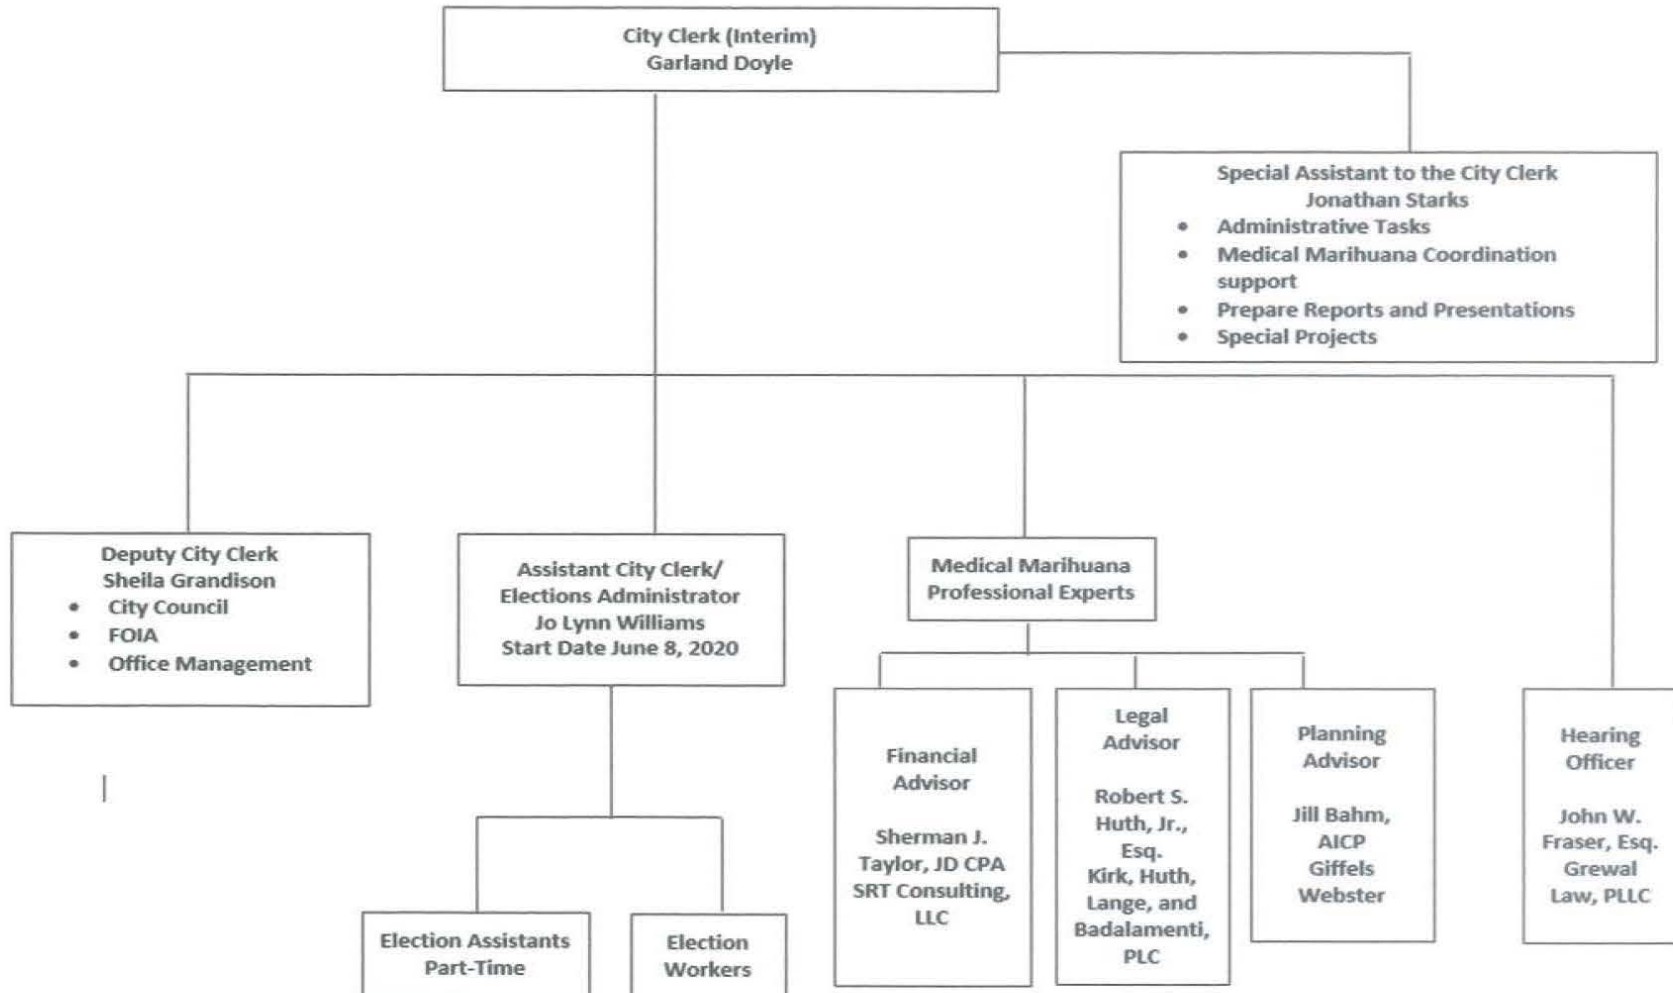 City Clerk (Interim)
Garland Doyle
Special Assistant to the City Clerk
Jonathan Starks
• Administrative Tasks
• Medical Marihuana Coordination
support
• Prepare Reports and Presentations
• Special Projects
Deputy City Clerk
Sheila Grandison
• City Council
• FOIA
• Office Management
Assistant City Clerk/
Elections Administrator
Jo Lynn Williams
Start Date June 8, 2020
Medical Marihuana
Professional Experts
Financial
Advisor
Sherman J.
Taylor, JD CPA
SRT Consulting,
LLC
Legal
Advisor
Robert S.
Huth, Jr.,
Esq.
Kirk, Huth,
Lange, and
Badalamenti,
PLC
Planning
Advisor
Jill Bahm,
AICP
Giffels
Webster
Hearing
Officer
John W.
Fraser, Esq.
Grewal
Law, PLLC
Election Assistants
Part-Time
Election
Workers